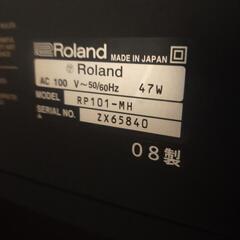 Roland
MADE IN JAPAN
Roland
AC 100 V~50/60Hz 47W
MODEL RP101-MH
SERIAL NO. ZX65840
08製